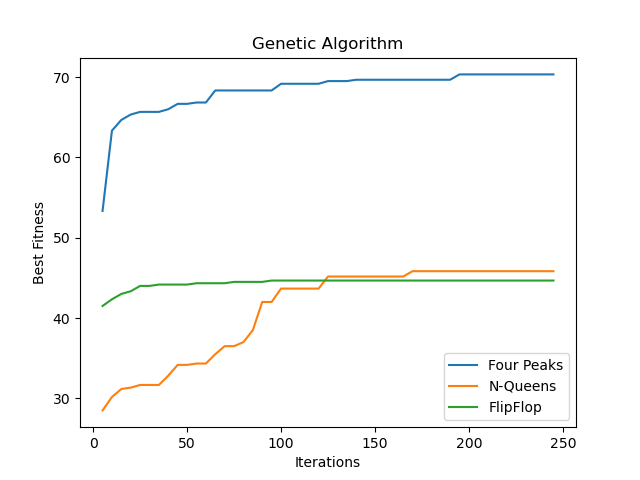 Genetic Algorithm
Best Fitness
70
60
50
40
30
0 50 100 150 200 250
Iterations
Four Peaks
N-Queens
FlipFlop